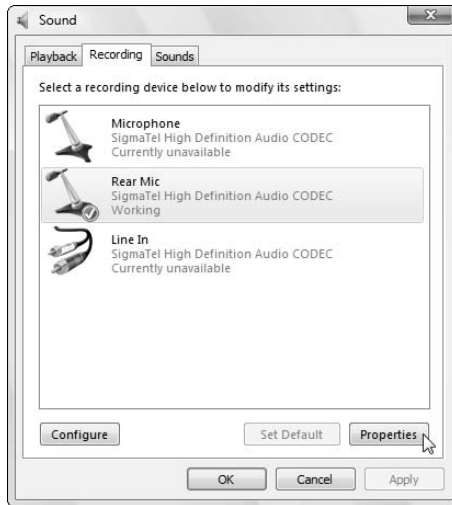 Sound
Playback Recording Sounds
Select a recording device below to modify its settings:
Microphone
SigmaTel High Definition Audio CODEC
Currently unavailable
Rear Mic
SigmaTel High Definition Audio CODEC
Working
Line In
SigmaTel High Definition Audio CODEC
Currently unavailable
Configure Set Default Properties
OK Cancel Apply